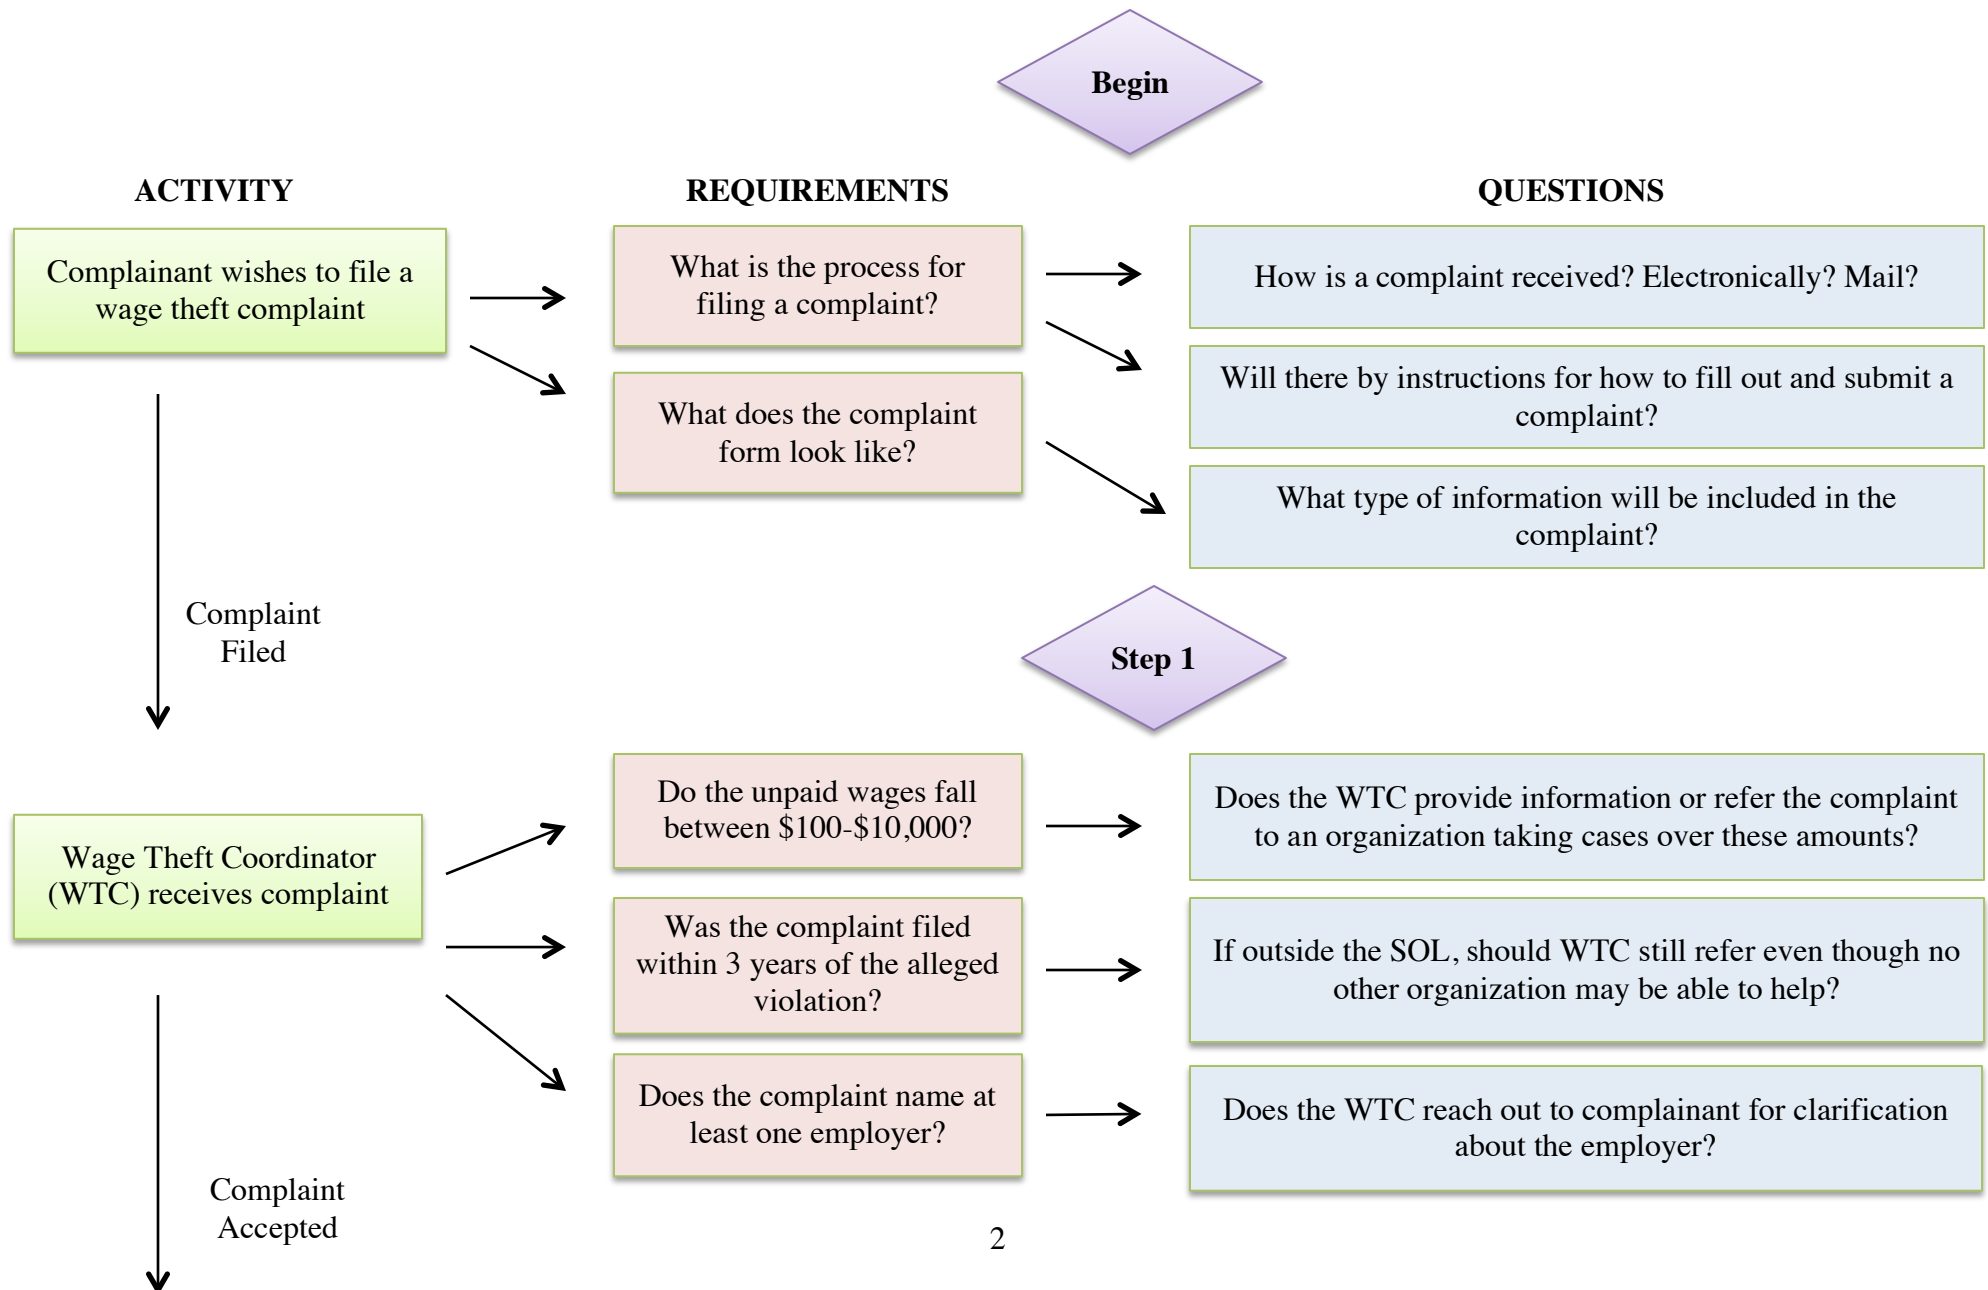 Begin
ACTIVITY
REQUIREMENTS
QUESTIONS
Complainant wishes to file a
wage theft complaint
What is the process for
filing a complaint?
How is a complaint received? Electronically? Mail?
Will there by instructions for how to fill out and submit a
complaint?
What does the complaint
form look like?
What type of information will be included in the
complaint?
Complaint
Filed
Step 1
Wage Theft Coordinator
(WTC) receives complaint
Do the unpaid wages fall
between $100-$10,000?
Does the WTC provide information or refer the complaint
to an organization taking cases over these amounts?
Was the complaint filed
within 3 years of the alleged
violation?
If outside the SOL, should WTC still refer even though no
other organization may be able to help?
Does the complaint name at
least one employer?
Does the WTC reach out to complainant for clarification
about the employer?
Complaint
Accepted
2